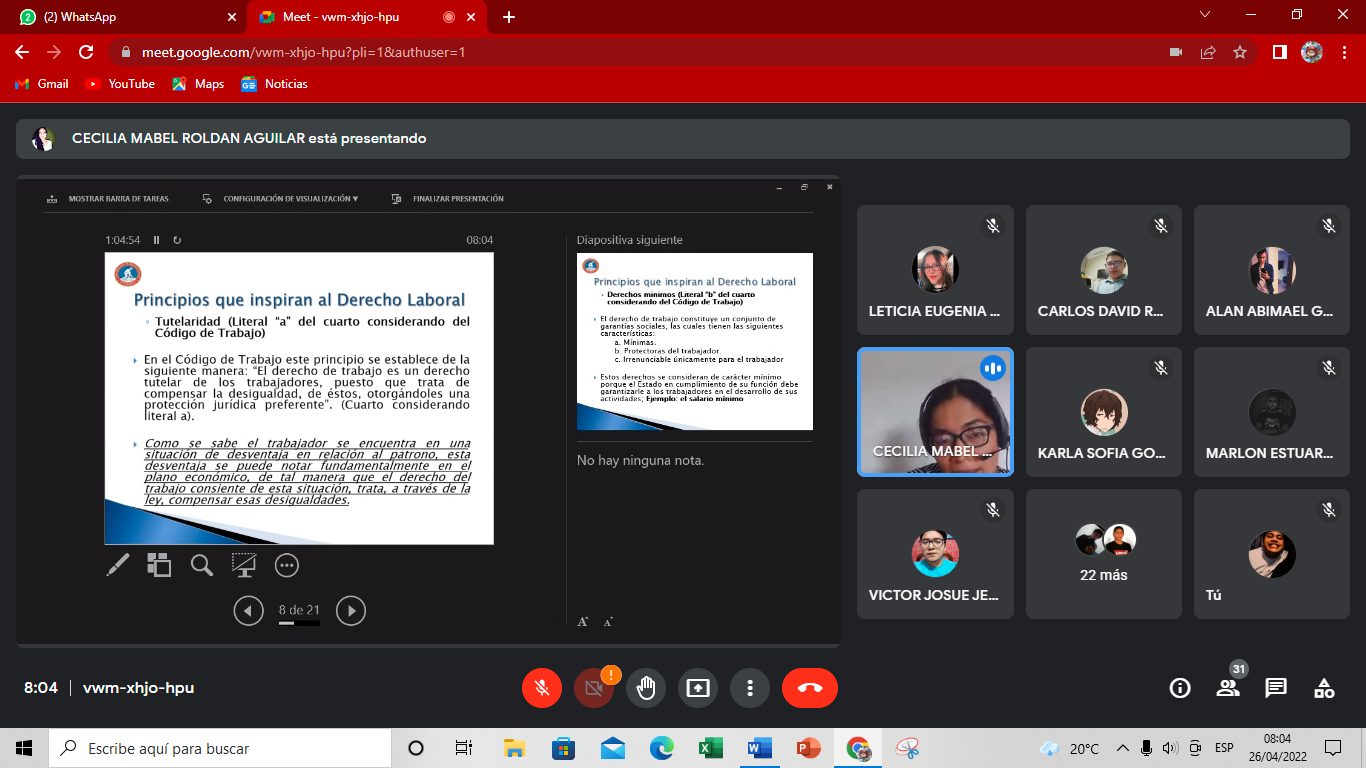 (2) WhatsApp
Meet - vwm-xhjo-hpu
meet.google.com/vwm-xhjo-hpu?pli=1&authuser=1
Gmail
YouTube
Maps
Noticias
CECILIA MABEL ROLDAN AGUILAR está presentando
MOSTRAR BARRA DE TAREAS
CONFIGURACIÓN DE VISUALIZACIÓN ▼
FINALIZAR PRESENTACIÓN
1:04:54
08:04
Principios que inspiran al Derecho Laboral
◦ Tutelaridad (Literal "a" del cuarto considerando del
Código de Trabajo)
En el Código de Trabajo este principio se establece de la
siguiente manera: "El derecho de trabajo es un derecho
tutelar de los trabajadores, puesto que trata de
compensar la desigualdad, de éstos, otorgándoles una
protección jurídica preferente". (Cuarto considerando
literal a).
Como se sabe el trabajador se encuentra en una
situación de desventaja en relación al patrono, esta
desventaja se puede notar fundamentalmente en el
plano económico, de tal manera que el derecho del
trabajo consiente de esta situación, trata, a través de la
ley, compensar esas desigualdades.
8 de 21
Diapositiva siguiente
Principios que inspiran al Derecho Laboral
◦ Derechos mínimos (Literal "b" del cuarto
considerando del Código de Trabajo)
El derecho de trabajo constituye un conjunto de
garantías sociales, las cuales tienen las siguientes
características:
a. Mínimas.
b. Protectoras del trabajador.
c. Irrenunciable únicamente para el trabajador
Estos derechos se consideran de carácter mínimo
porque el Estado en cumplimiento de su función debe
garantizarle a los trabajadores en el desarrollo de sus
actividades; Ejemplo: el salario mínimo
No hay ninguna nota.
A A
LETICIA EUGENIA ...
CARLOS DAVID R...
ALAN ABIMAEL G...
CECILIA MABEL ...
KARLA SOFIA GO...
MARLON ESTUAR...
VICTOR JOSUE JE...
22 más
Tú
8:04 | vwm-xhjo-hpu
!
31
Escribe aquí para buscar
20°C
ESP
08:04
26/04/2022